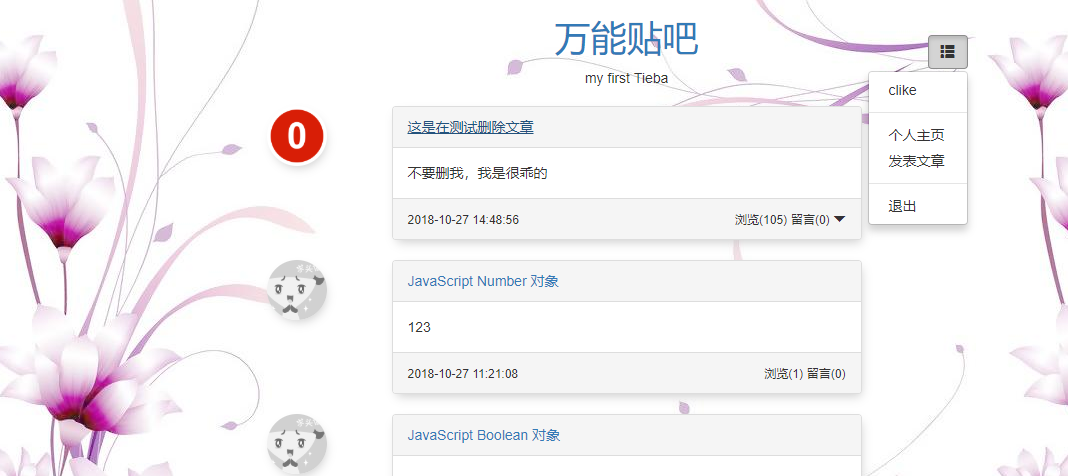 万能贴吧
my first Tieba
clike
个人主页
发表文章
退出
0
这是在测试删除文章
不要删我，我是很乖的
2018-10-27 14:48:56 浏览(105) 留言(0)
JavaScript Number 对象
123
2018-10-27 11:21:08 浏览(1) 留言(0)
JavaScript Boolean 对象